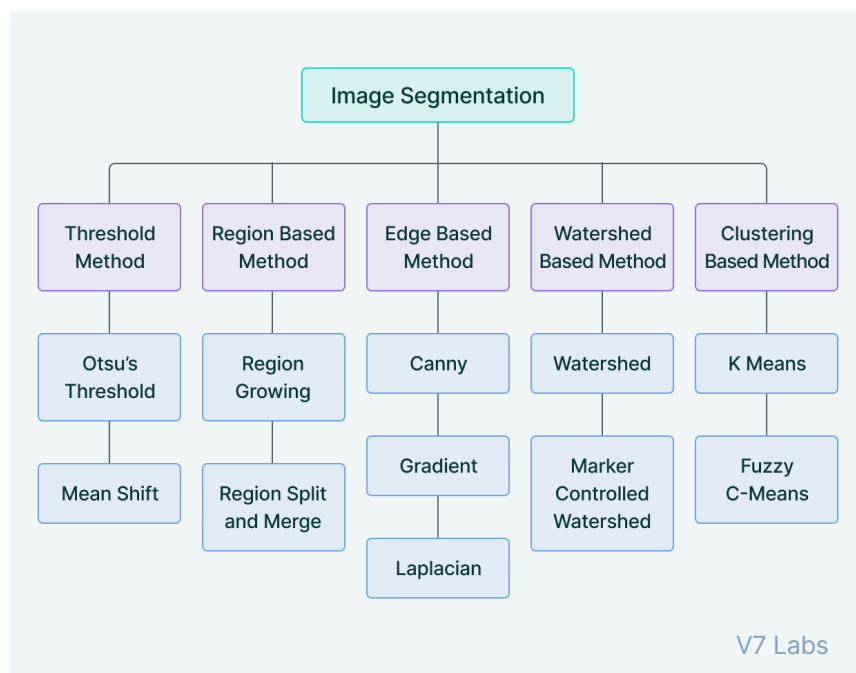 Image Segmentation
Threshold
Method
Region Based
Method
Edge Based
Method
Watershed
Based Method
Clustering
Based Method
Otsu’s
Threshold
Region
Growing
Canny
Watershed
K Means
Mean Shift
Region Split
and Merge
Gradient
Marker
Controlled
Watershed
Fuzzy
C-Means
Laplacian
V7 Labs